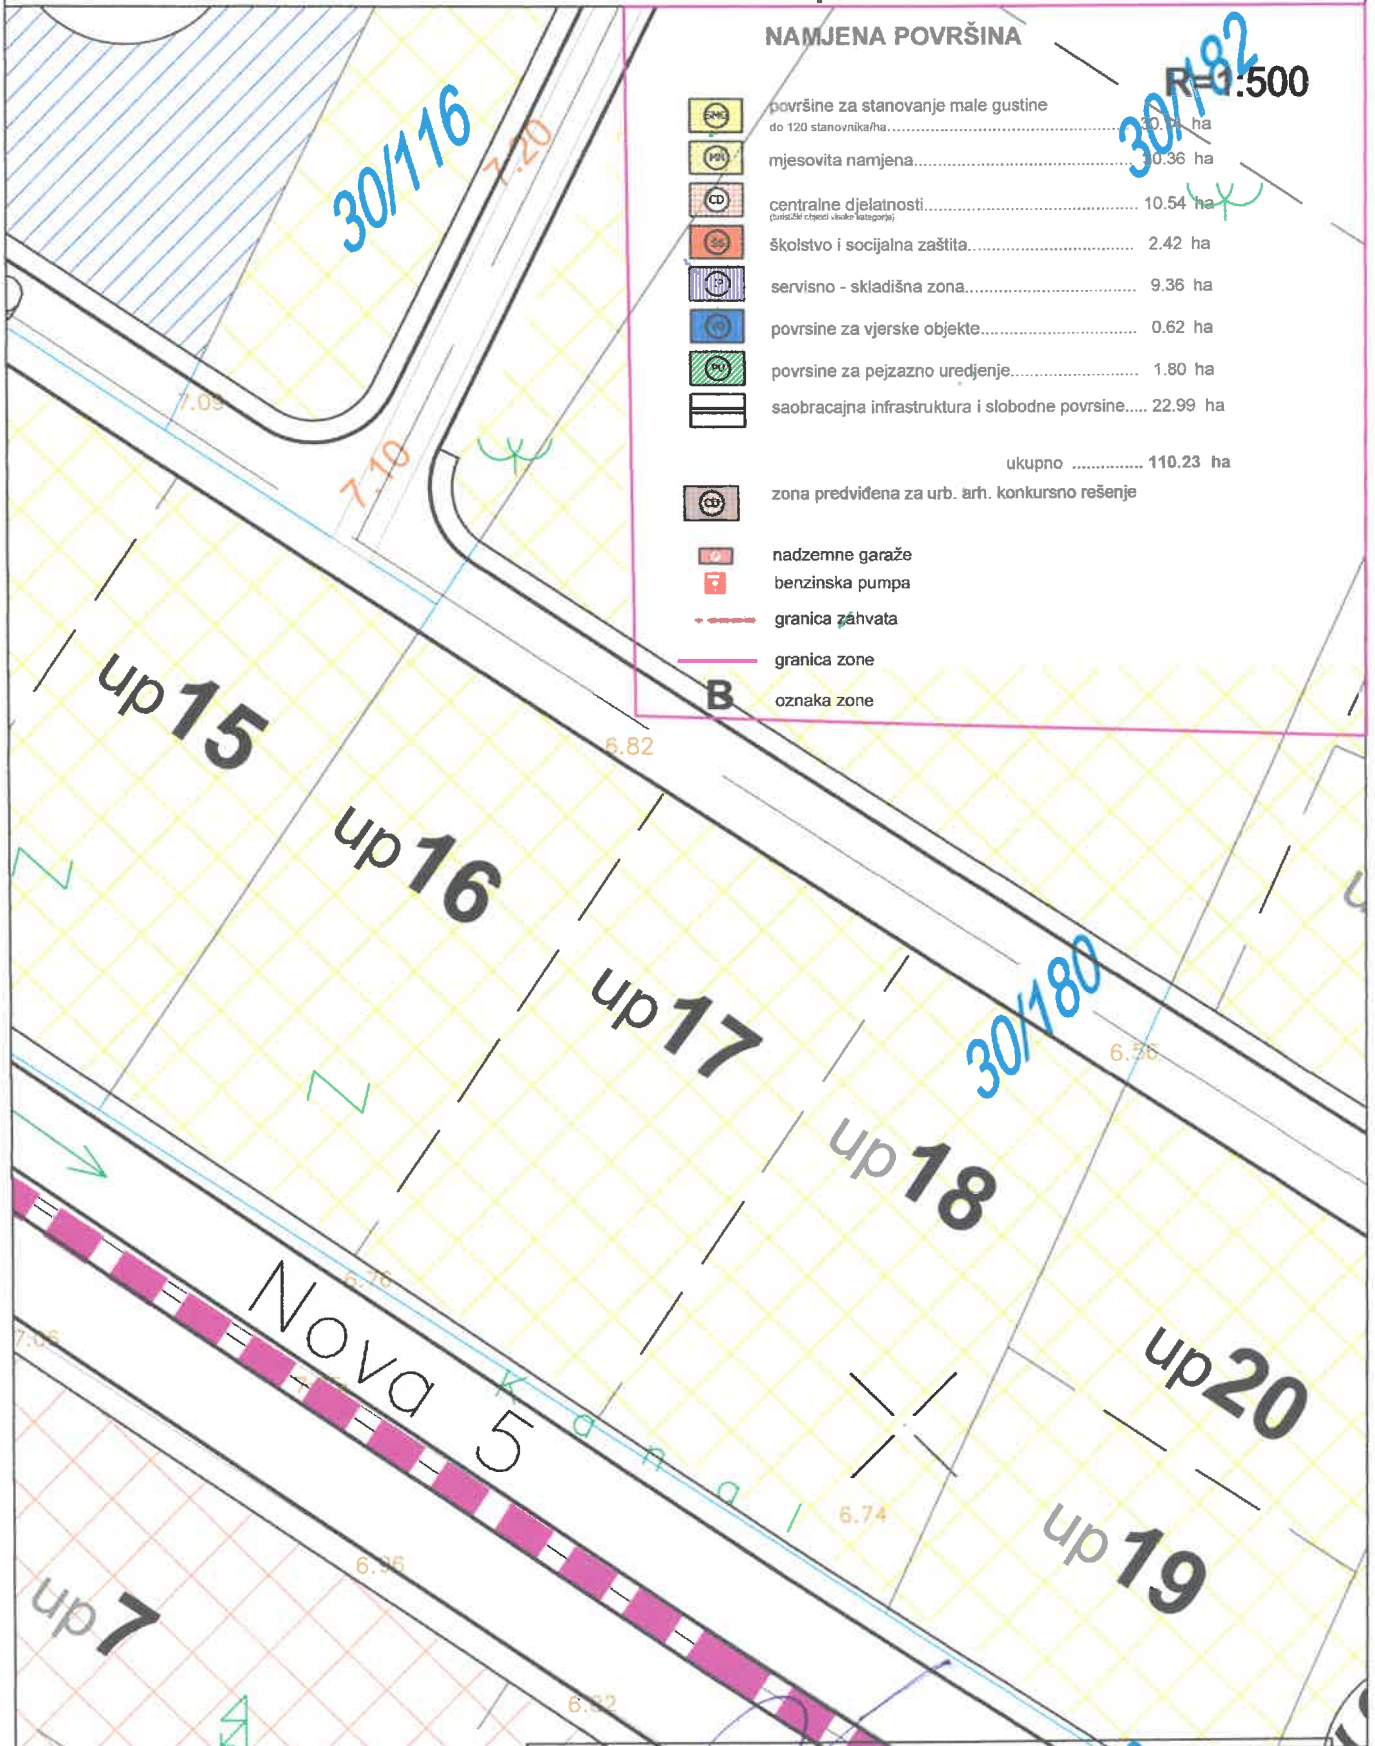 NAMJENA POVRŠINA
R=1:500
30/182
površine za stanovanje male gustine
do 120 stanovnika/ha ha
mjesovita namjena 30.36 ha
CD centralne djelatnosti 10.54 ha
školstvo i socijalna zaštita 2.42 ha
servisno - skladišna zona 9.36 ha
povrsine za vjerske objekte 0.62 ha
povrsine za pejzazno uredjenje 1.80 ha
saobracajna infrastruktura i slobodne povrsine..... 22.99 ha
ukupno .............. 110.23 ha
zona predviđena za urb. arh. konkursno rešenje
nadzemne garaže
benzinska pumpa
granica zahvata
granica zone
B oznaka zone
30/116
7.20
7.09
7.10
up 15
6.82
up 16
up 17
30/180
6.56
up 18
6.76
Nova 5
7.06
Kanal
up 20
6.74
up 19
6.95
up 7
6.92